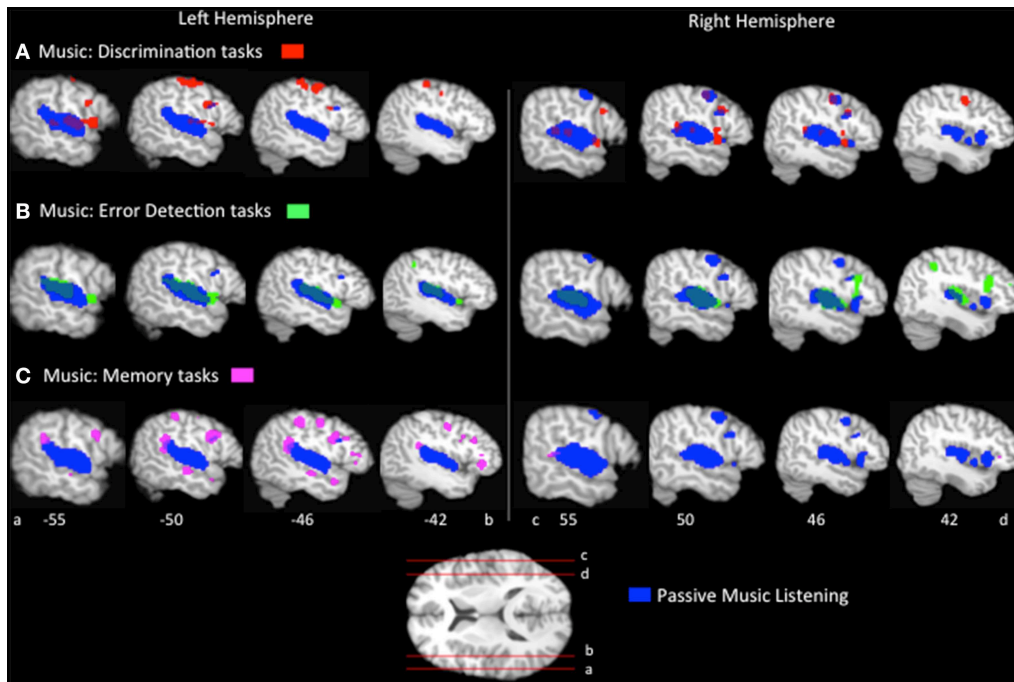 Left Hemisphere
Right Hemisphere
A Music: Discrimination tasks
B Music: Error Detection tasks
C Music: Memory tasks
a -55 -50 -46 -42 b c 55 50 46 42 d
c
d
Passive Music Listening
b
a